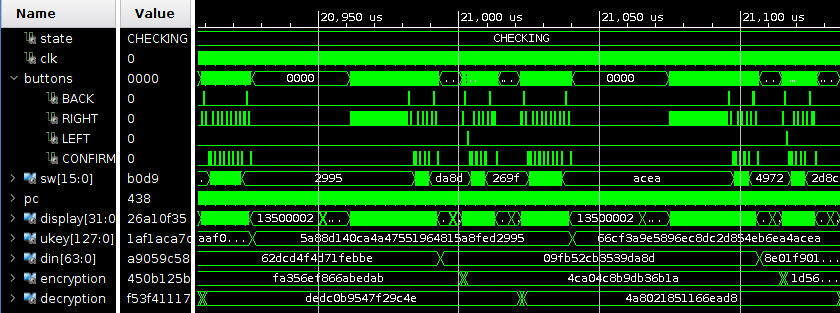 Name Value 20,950 us 21,000 us 21,050 us 21,100 us
state CHECKING CHECKING
clk 0
buttons 0000 0000 ... ... ... 0000 ... ... ...
BACK 0
RIGHT 0
LEFT 0
CONFIRM 0
sw[15:0] b0d9 . 2995 da8d 269f acea 4972 2d8c
pc 438
display[31:0 26a10f35 13500002 ... ... 13500002 ... ...
ukey[127:0] 1af1aca7c aaf0... 5a88d140ca4a47551964815a8fed2995 66cf3a9e5896ec8dc2d854eb6ea4acea
din[63:0] a9059c58 62dcd4f4d71febbe 09fb52cb3539da8d 8e01f901...
encryption 450b125b fa356ef866abedab 4ca04c8b9db36b1a 1d56...
decryption f53f41117 dedc0b9547f29c4e 4a8021851166ead8